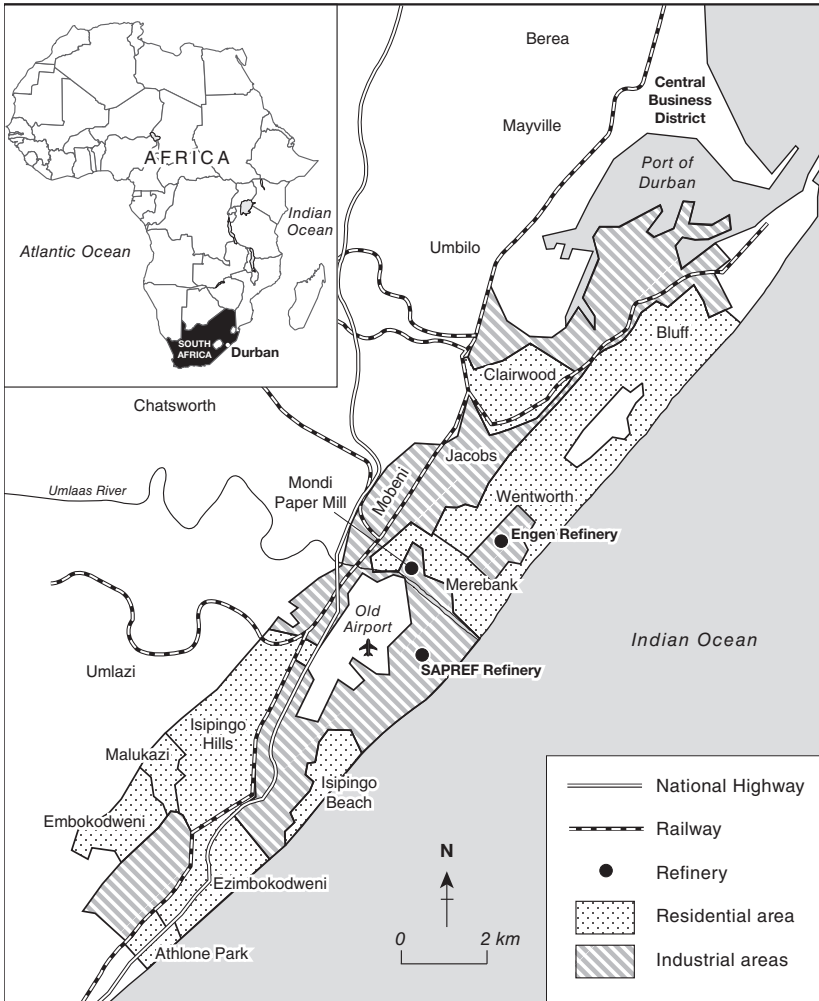 AFRICA
Atlantic Ocean
Indian
Ocean
SOUTH
AFRICA
Durban
Berea
Central
Business
District
Mayville
Port of
Durban
Umbilo
Bluff
Clairwood
Chatsworth
Jacobs
Mondi
Paper Mill
Mobeni
Umlaas River
Wentworth
Engen Refinery
Merebank
Old
Airport
Indian Ocean
SAPREF Refinery
Umlazi
Isipingo
Hills
Malukazi
Isipingo
Beach
Embokodweni
Ezimbokodweni
Athlone Park
N
0 2 km
National Highway
Railway
Refinery
Residential area
Industrial areas